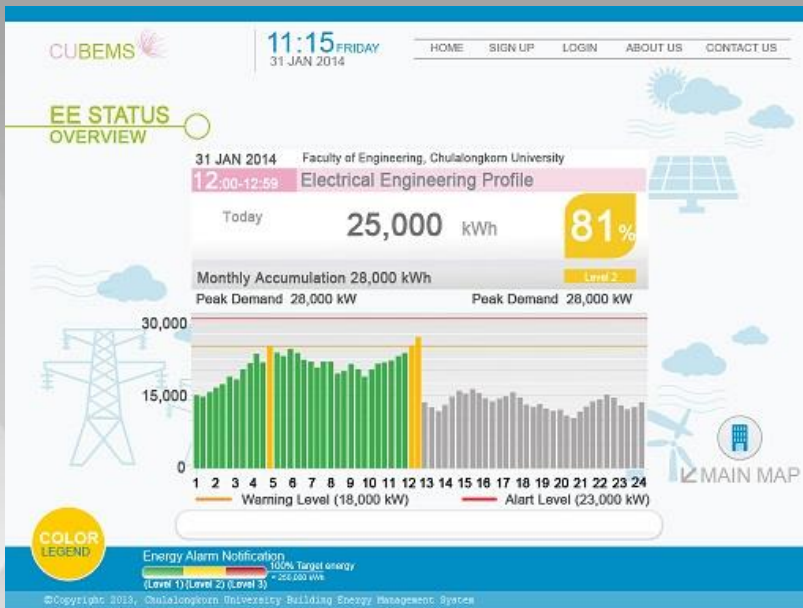 CUBEMS
11:15 FRIDAY
31 JAN 2014
HOME SIGN UP LOGIN ABOUT US CONTACT US
EE STATUS
OVERVIEW
31 JAN 2014 Faculty of Engineering, Chulalongkorn University
12:00-12:59 Electrical Engineering Profile
Today 25,000 kWh 81%
Level 2
Monthly Accumulation 28,000 kWh
Peak Demand 28,000 kW Peak Demand 28,000 kW
30,000
15,000
0
1 2 3 4 5 6 7 8 9 10 11 12 13 14 15 16 17 18 19 20 21 22 23 24
Warning Level (18,000 kW) Alart Level (23,000 kW)
MAIN MAP
COLOR
LEGEND
Energy Alarm Notification
100% Target energy
= 250,000 kWh
(Level 1) (Level 2) (Level 3)
©Copyright 2013, Chulalongkorn University Building Energy Management System